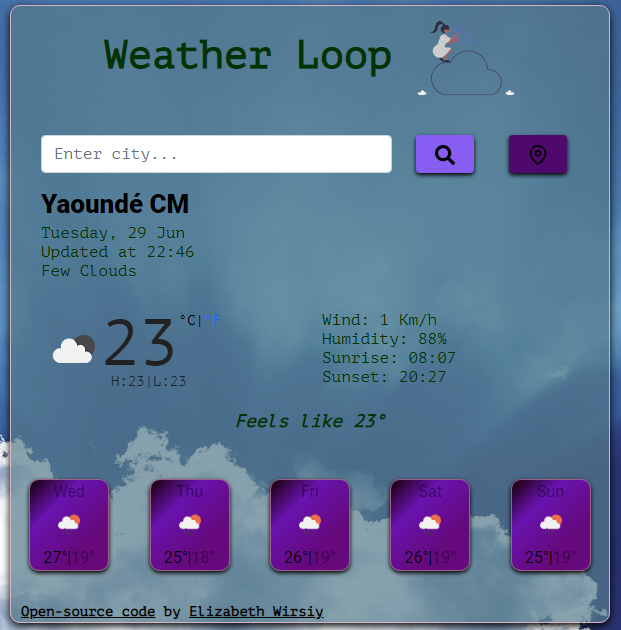 Weather Loop
Enter city...
Yaoundé CM
Tuesday, 29 Jun
Updated at 22:46
Few Clouds
23 °C|°F
H:23|L:23
Wind: 1 Km/h
Humidity: 88%
Sunrise: 08:07
Sunset: 20:27
Feels like 23°
Wed Thu Fri Sat Sun
27°|19° 25°|18° 26°|19° 26°|19° 25°|19°
Open-source code by Elizabeth Wirsiy